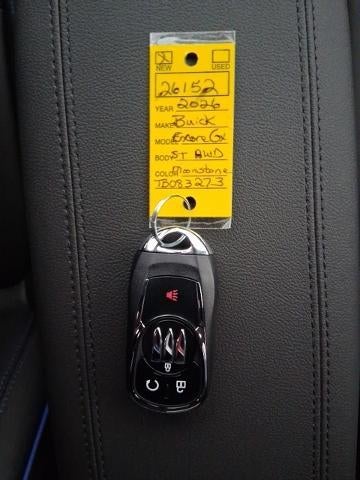 NEW USED
26152
YEAR 2026
MAKE Buick
MODEL Encore Gx
BODY ST AWD
COLOR Moonstone
TB083273